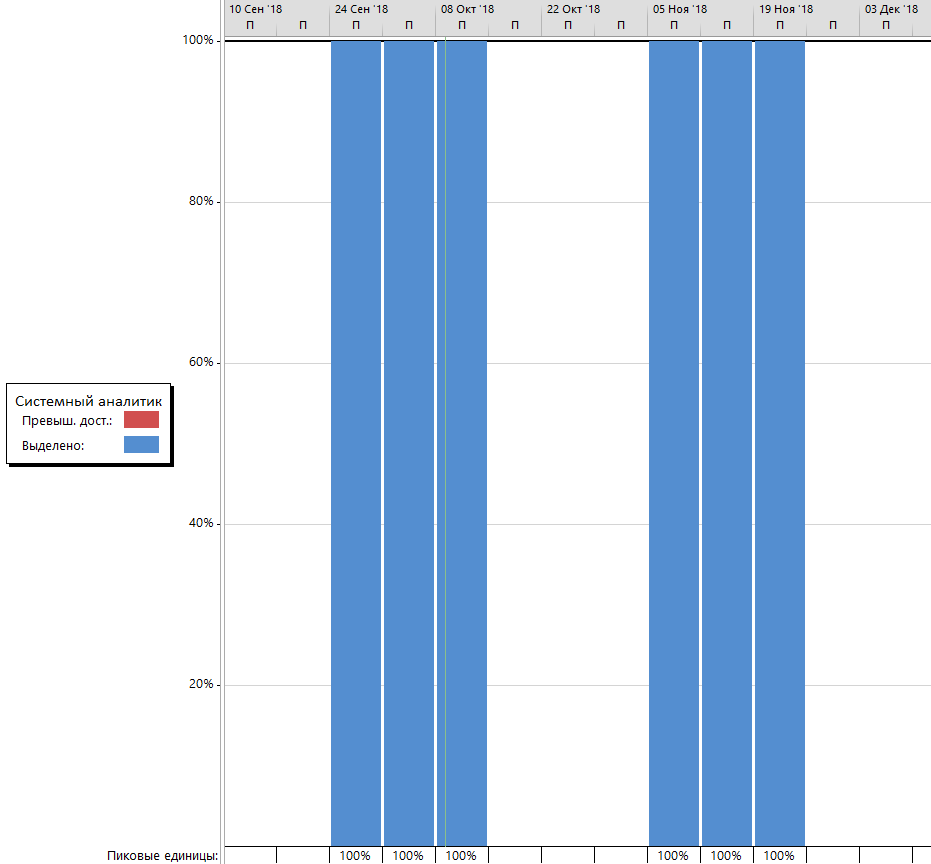 10 Сен '18 24 Сен '18 08 Окт '18 22 Окт '18 05 Ноя '18 19 Ноя '18 03 Дек '18
П П П П П П П П П П П П П
100%
80%
60%
Системный аналитик
Превыш. дост.:
Выделено:
40%
20%
Пиковые единицы: 100% 100% 100% 100% 100% 100%